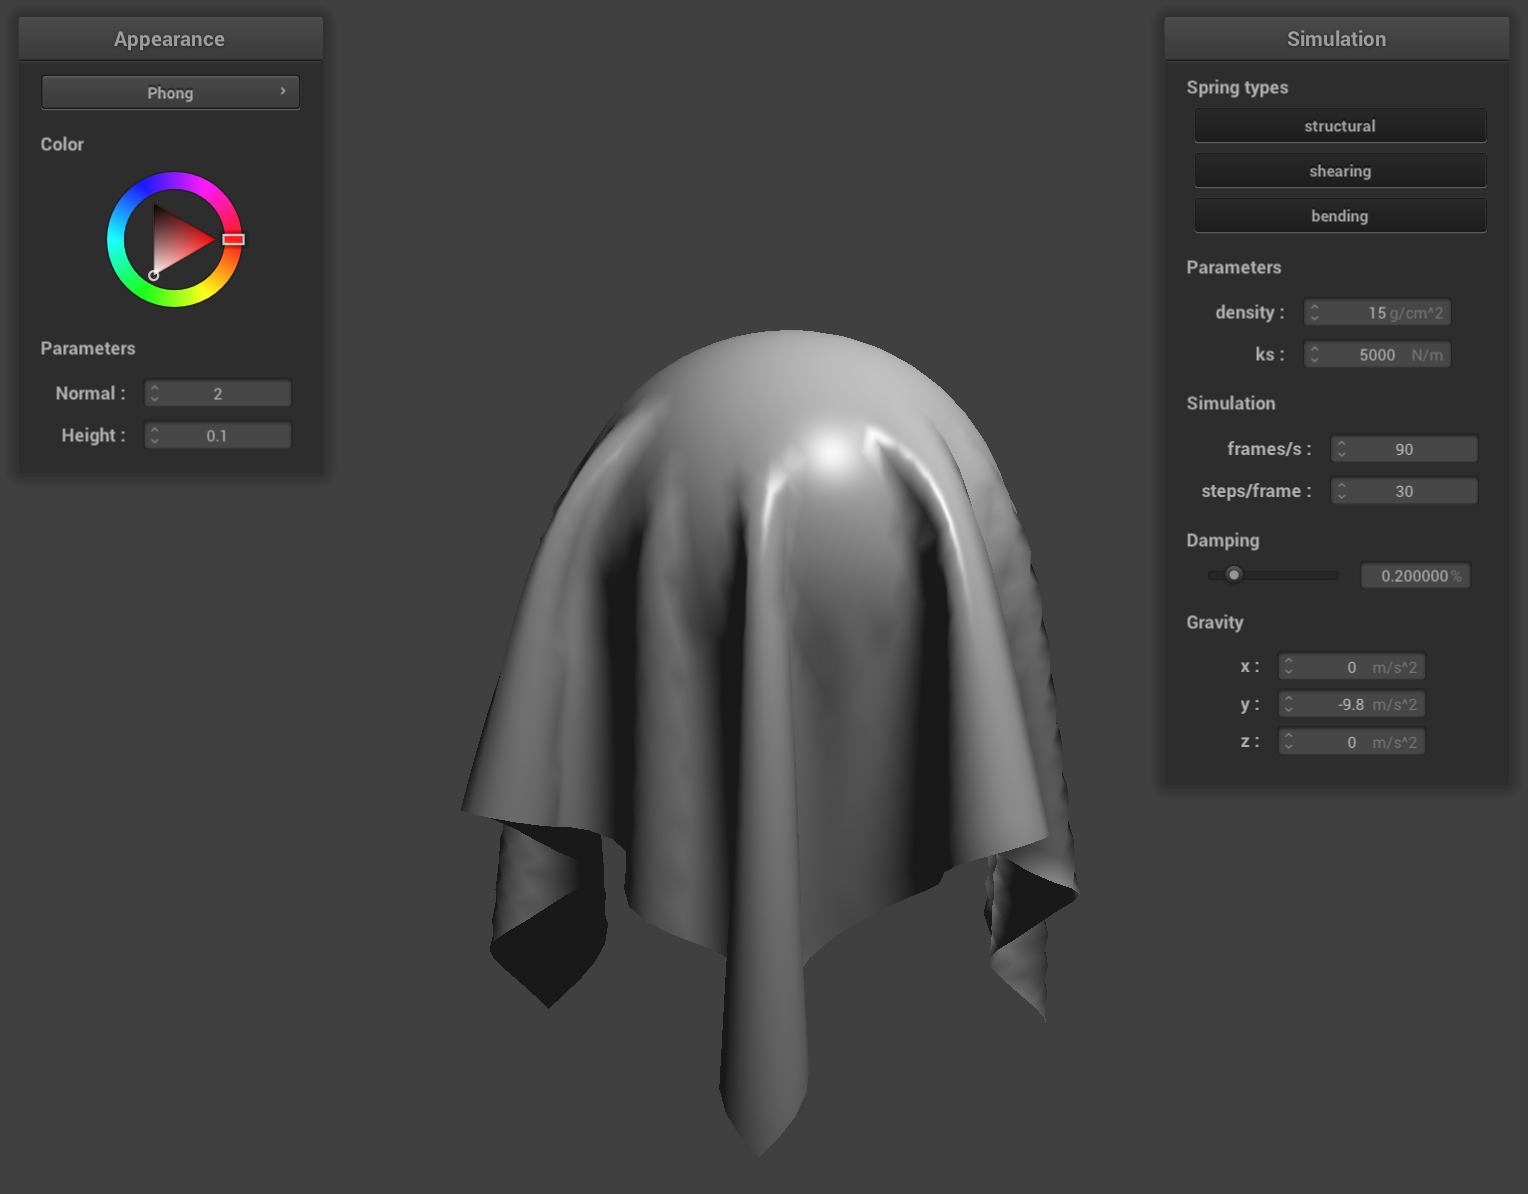 Appearance
Phong
Color
Parameters
Normal : 2
Height : 0.1
Simulation
Spring types
structural
shearing
bending
Parameters
density : 15 g/cm^2
ks : 5000 N/m
Simulation
frames/s : 90
steps/frame : 30
Damping
0.200000 %
Gravity
x : 0 m/s^2
y : -9.8 m/s^2
z : 0 m/s^2